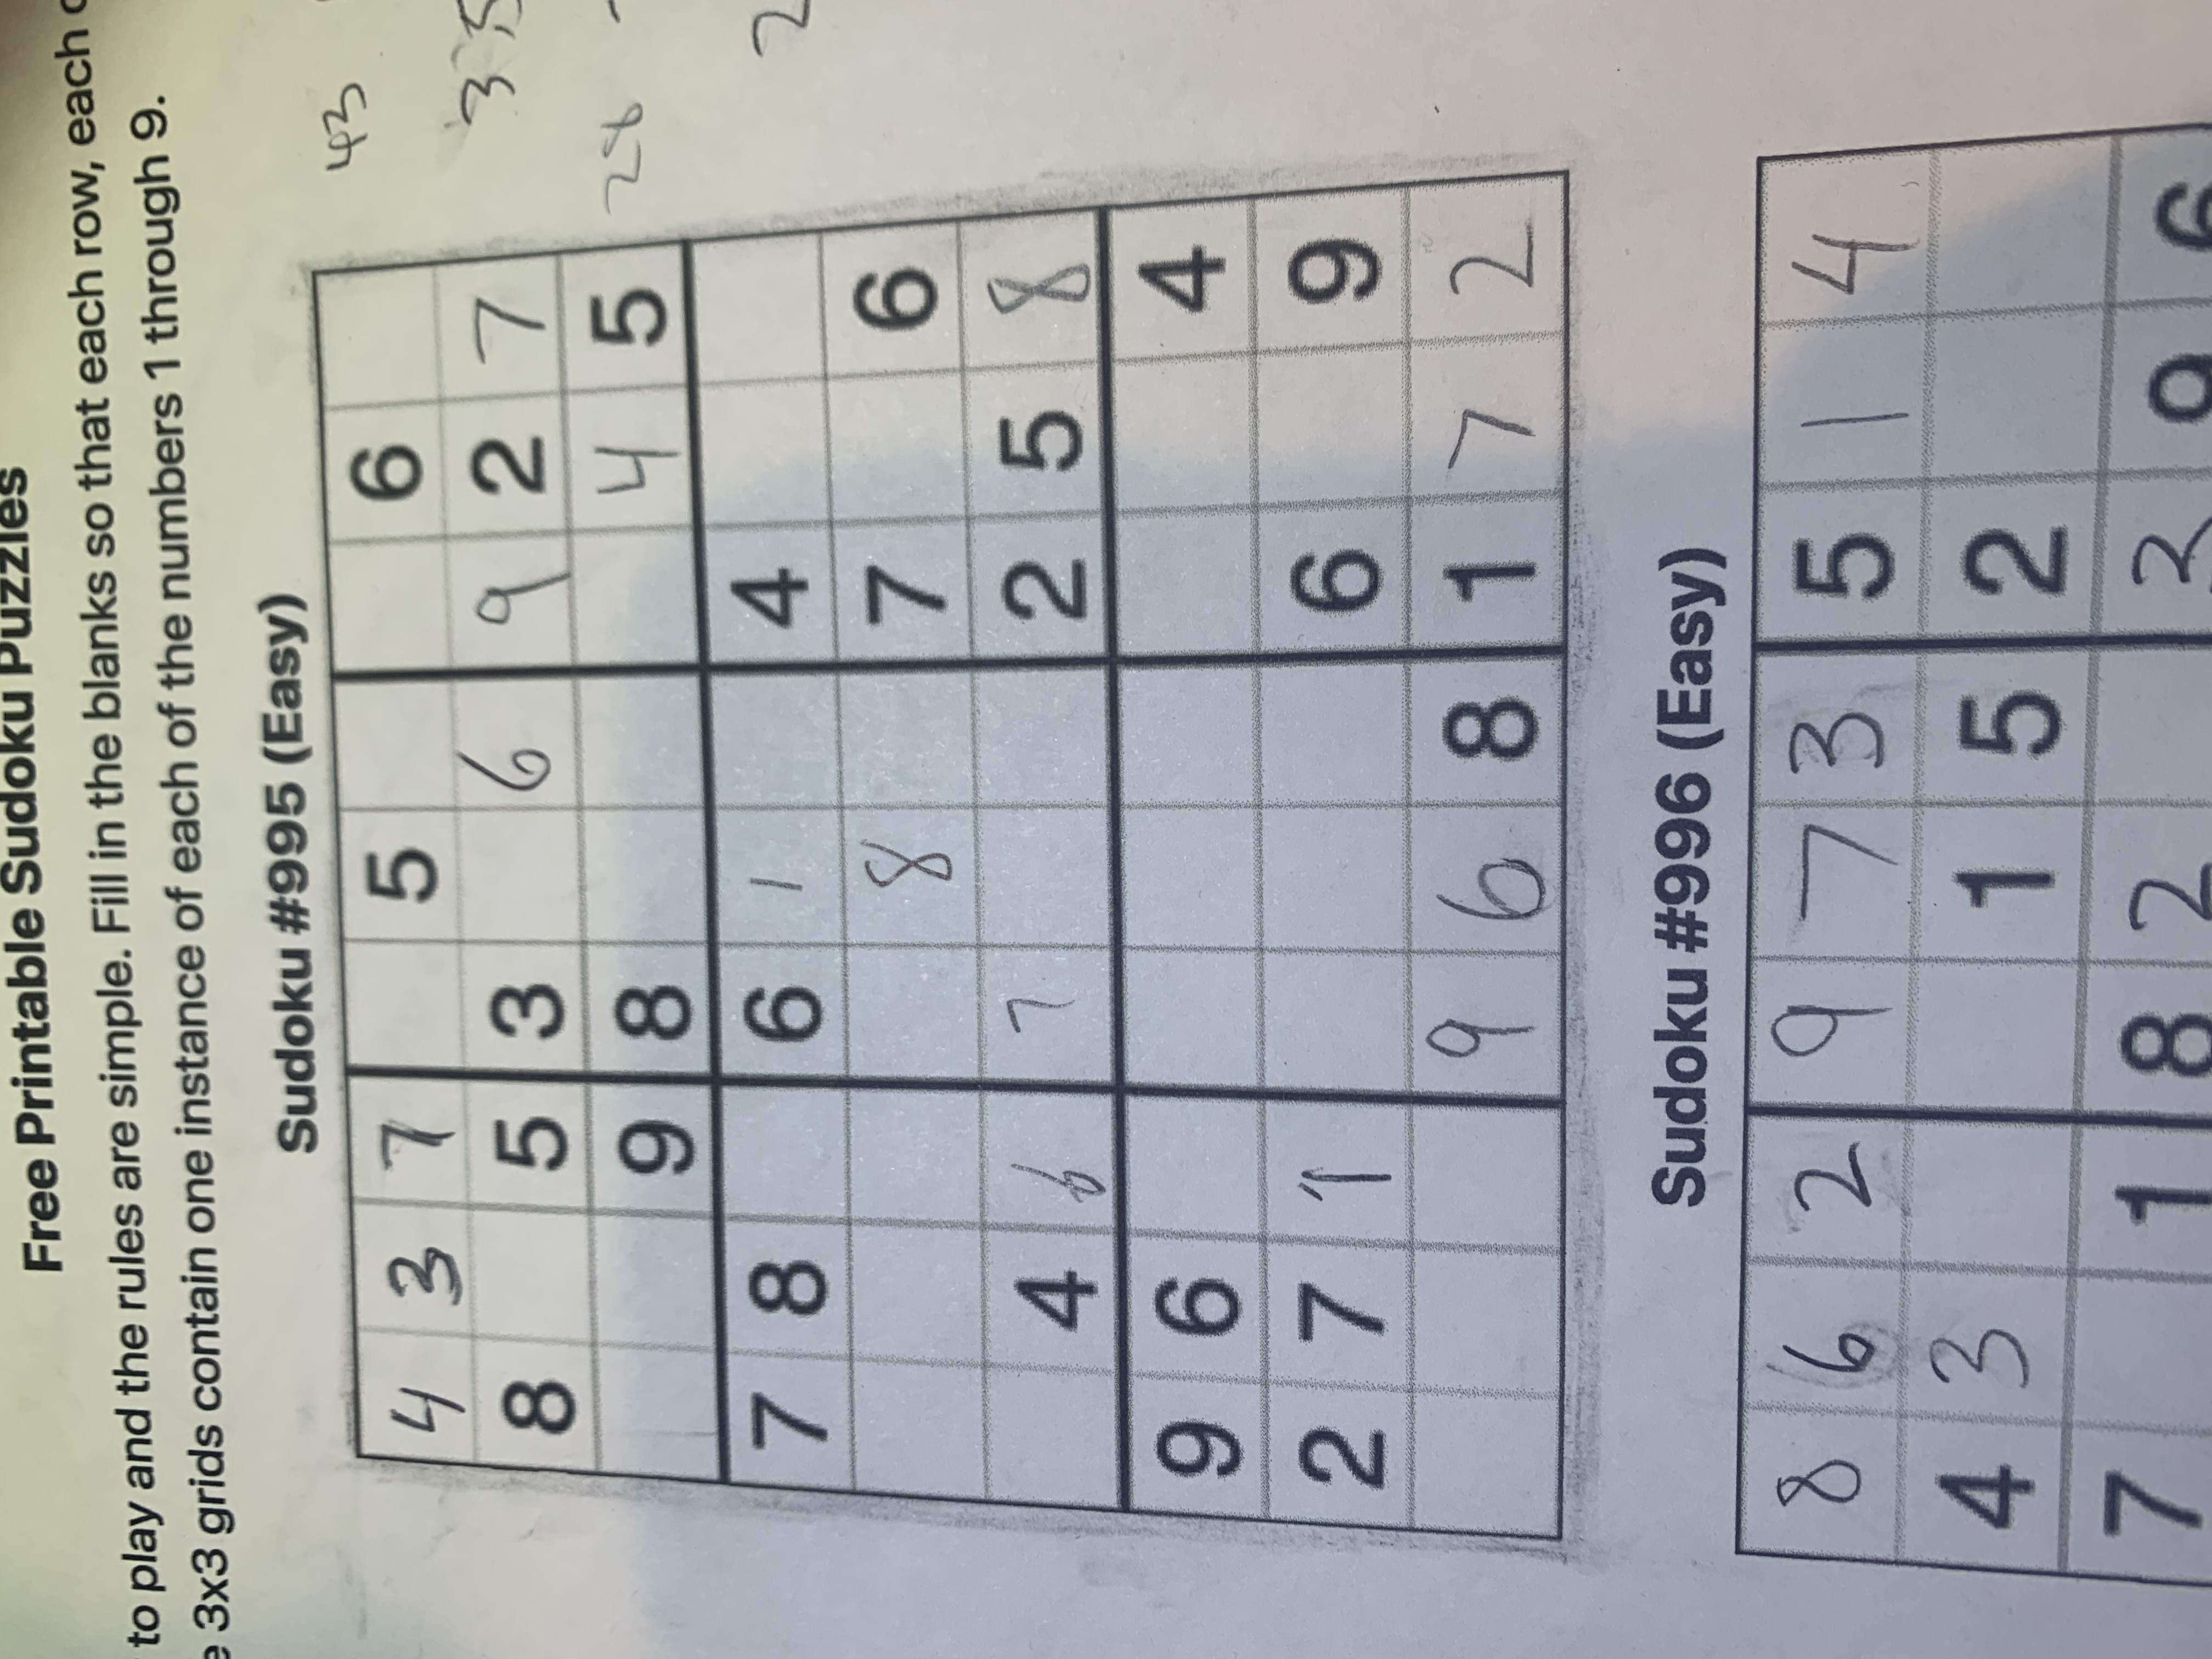 Free Printable Sudoku Puzzles
to play and the rules are simple. Fill in the blanks so that each row, each
3x3 grids contain one instance of each of the numbers 1 through 9.
Sudoku #995 (Easy)
4 3 7 5 6
43
8 5 3 6 9 2 7
3 5
9 8 4 5
28
7 8 6 1 4
2
8 7 6
4 6 7 2 5 8
9 6 4
2 7 1 6 9
9 6 8 1 7 2
Sudoku #996 (Easy)
8 6 2 9 7 3 5 1 4
4 3 1 5 2
7 1 8 2 3 9 6